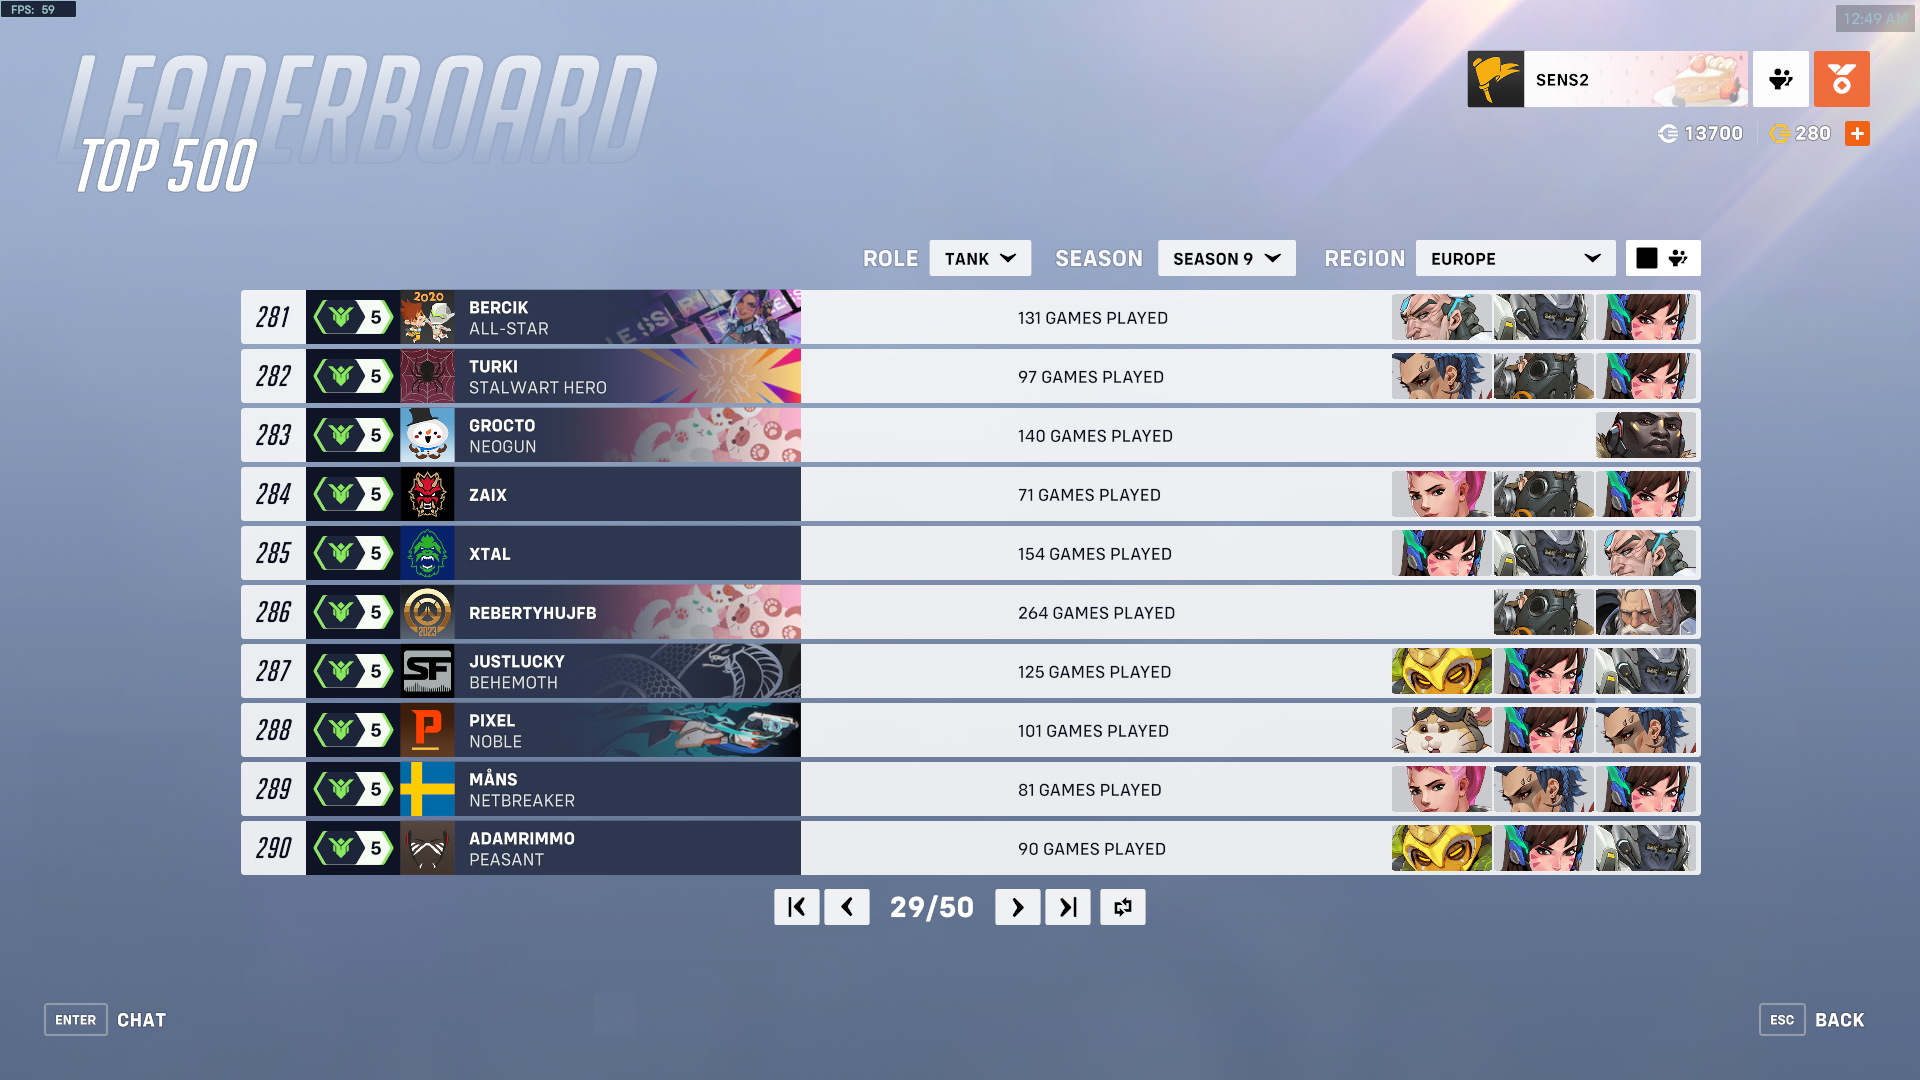 FPS: 59
12:49 AM
LEADERBOARD
TOP 500
SENS2
13700
280
ROLE TANK SEASON SEASON 9 REGION EUROPE
281 5 BERCIK 131 GAMES PLAYED
2020
ALL-STAR
282 5 TURKI 97 GAMES PLAYED
STALWART HERO
283 5 GROCTO 140 GAMES PLAYED
NEOGUN
284 5 ZAIX 71 GAMES PLAYED
285 5 XTAL 154 GAMES PLAYED
286 5 REBERTYHUJFB 264 GAMES PLAYED
2023
287 5 SF JUSTLUCKY 125 GAMES PLAYED
BEHEMOTH
288 5 P PIXEL 101 GAMES PLAYED
NOBLE
289 5 MÅNS 81 GAMES PLAYED
NETBREAKER
290 5 ADAMRIMMO 90 GAMES PLAYED
PEASANT
29/50
ENTER CHAT
ESC BACK